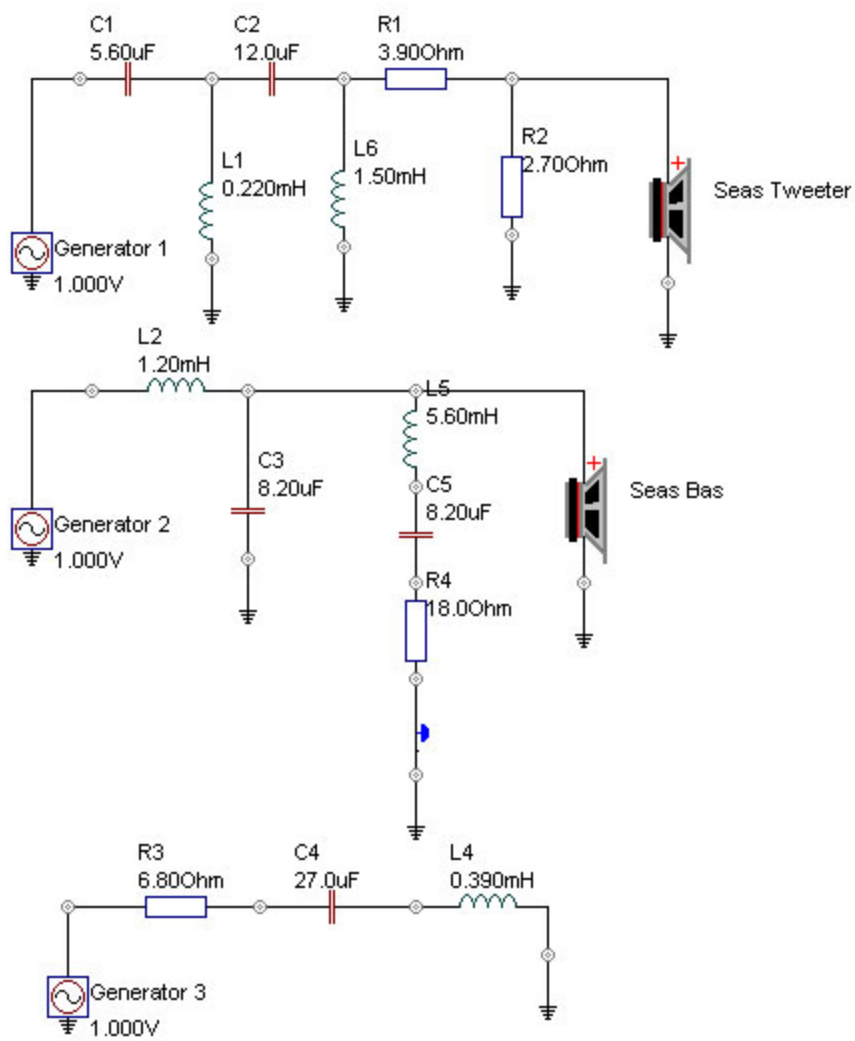 C1
5.60uF
C2
12.0uF
R1
3.90Ohm
L1
0.220mH
L6
1.50mH
R2
2.70Ohm
Seas Tweeter
Generator 1
1.000V
L2
1.20mH
L5
5.60mH
C3
8.20uF
C5
8.20uF
Seas Bas
Generator 2
1.000V
R4
18.0Ohm
R3
6.80Ohm
C4
27.0uF
L4
0.390mH
Generator 3
1.000V